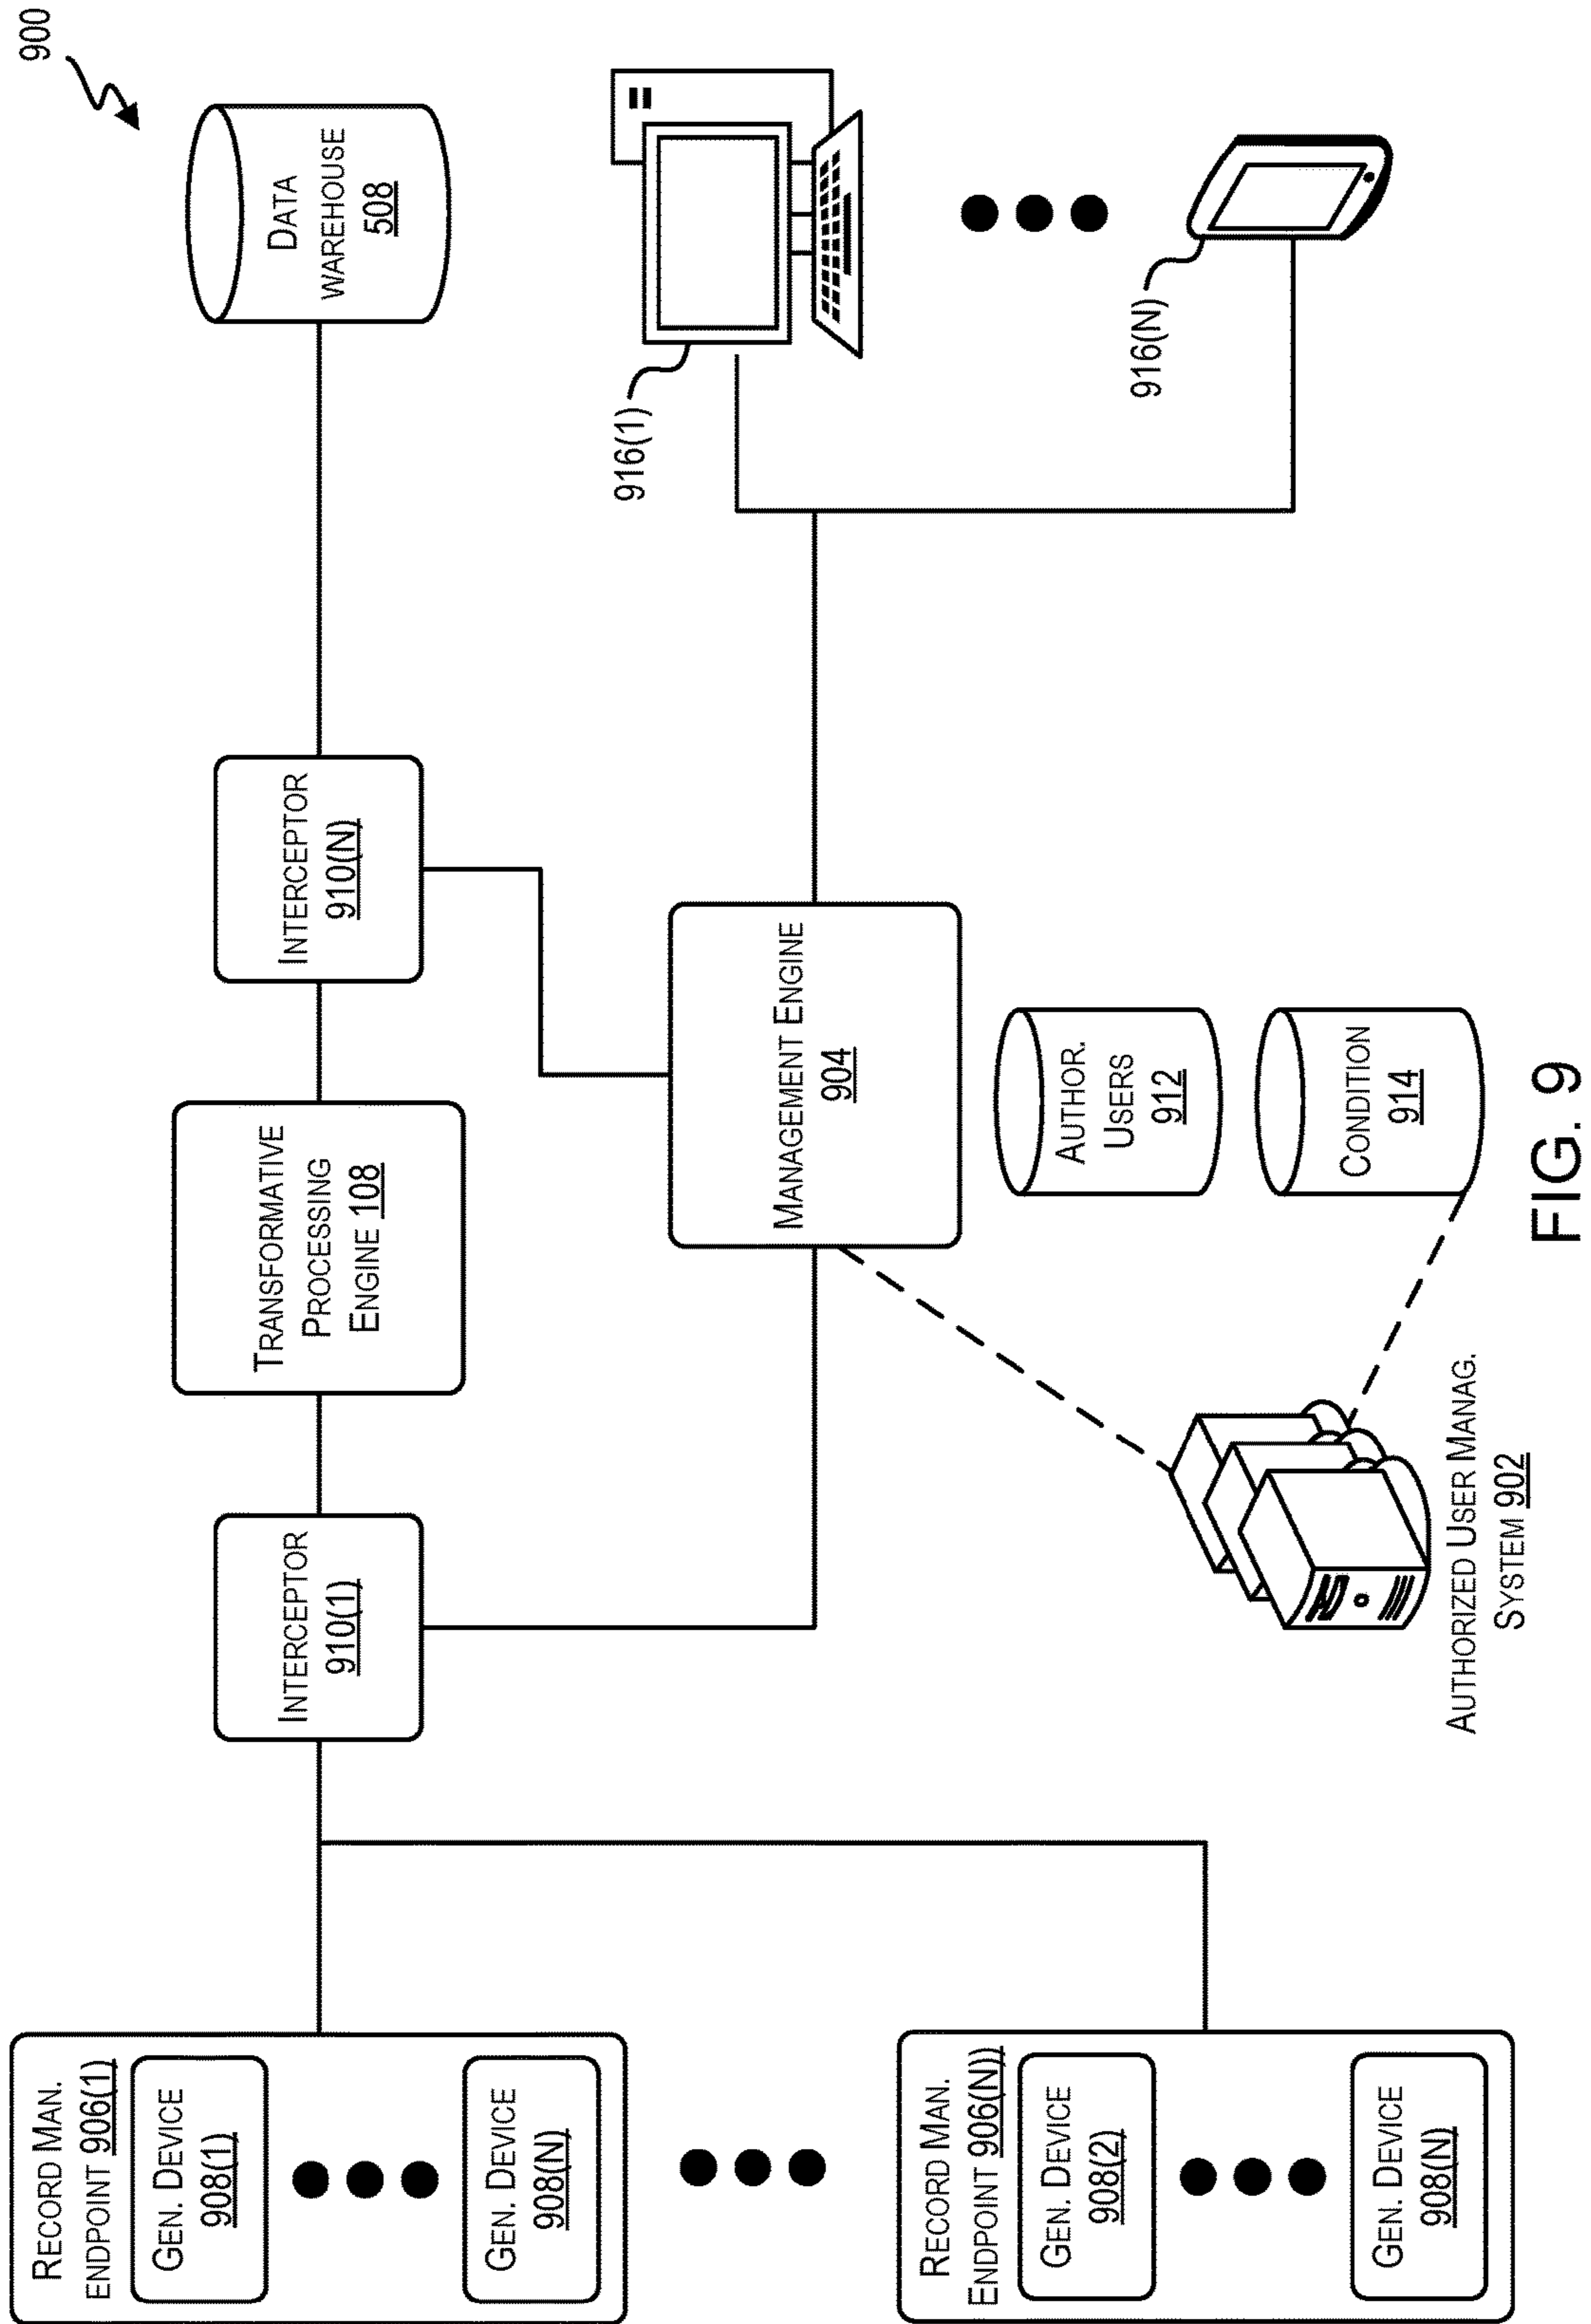 900
RECORD MAN.
ENDPOINT 906(1)
GEN. DEVICE
908(1)
GEN. DEVICE
908(N)
RECORD MAN.
ENDPOINT 906(N))
GEN. DEVICE
908(2)
GEN. DEVICE
908(N)
INTERCEPTOR
910(1)
TRANSFORMATIVE
PROCESSING
ENGINE 108
INTERCEPTOR
910(N)
DATA
WAREHOUSE
508
MANAGEMENT ENGINE
904
916(1)
916(N)
AUTHOR.
USERS
912
CONDITION
914
AUTHORIZED USER MANAG.
SYSTEM 902
FIG. 9